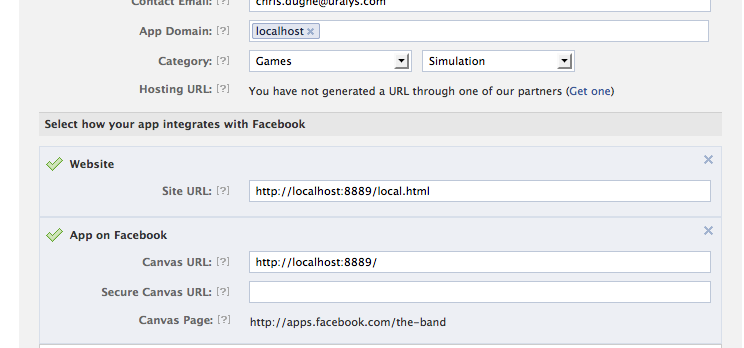 Contact Email: [?] chris.dugne@uralys.com
App Domain: [?] localhost ×
Category: [?] Games Simulation
Hosting URL: [?] You have not generated a URL through one of our partners (Get one)
Select how your app integrates with Facebook
Website
Site URL: [?] http://localhost:8889/local.html
App on Facebook
Canvas URL: [?] http://localhost:8889/
Secure Canvas URL: [?]
Canvas Page: [?] http://apps.facebook.com/the-band